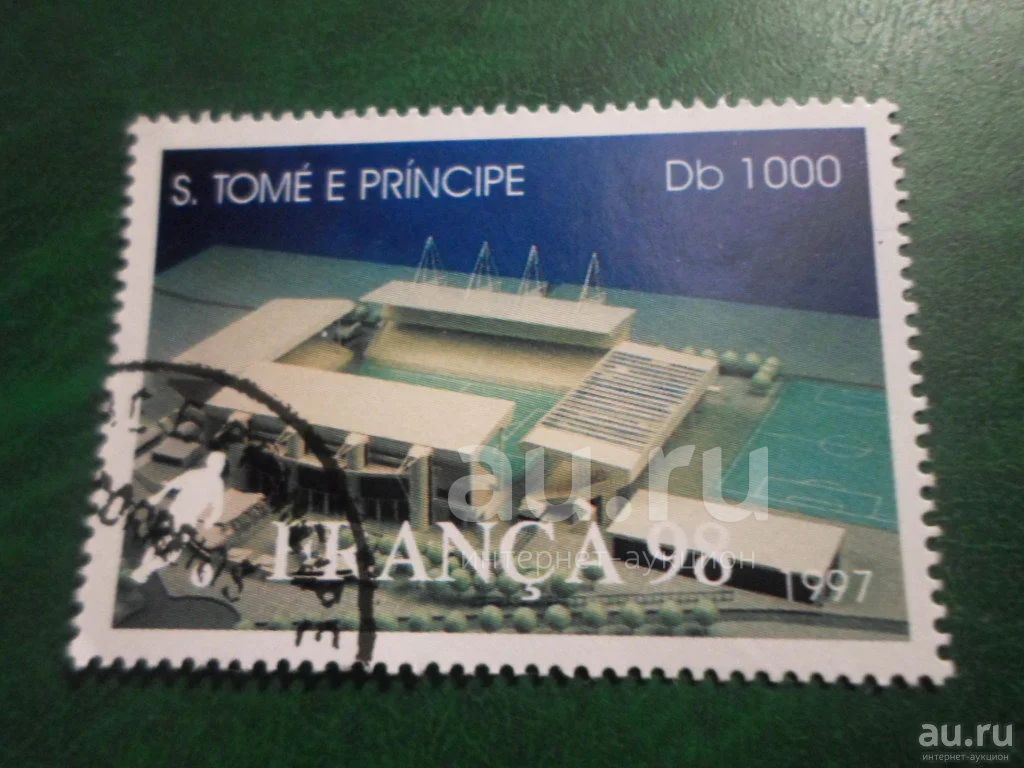 S. TOMÉ E PRÍNCIPE
Db 1000
au.ru
интернет-аукцион
FRANÇA 98
1997
au.ru
интернет-аукцион